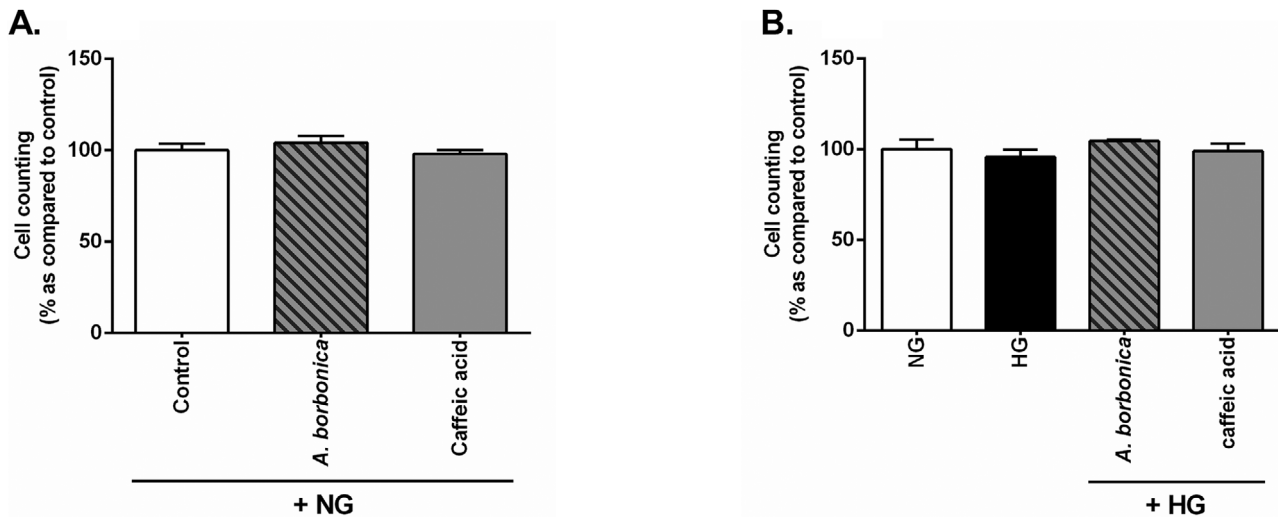 A.
Cell counting
(% as compared to control)
150
100
50
0
Control
A. borbonica
Caffeic acid
+ NG
B.
Cell counting
(% as compared to control)
150
100
50
0
NG
HG
A. borbonica
caffeic acid
+ HG